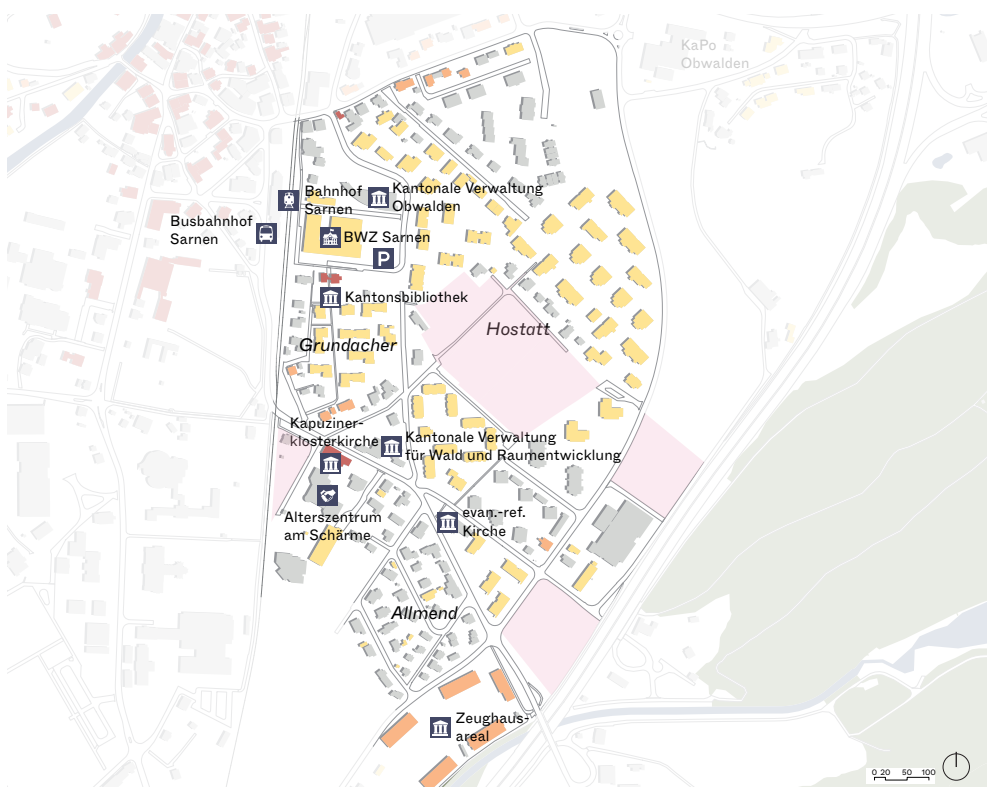 KaPo
Obwalden
Bahnhof
Sarnen
Kantonale Verwaltung
Obwalden
Busbahnhof
Sarnen
BWZ Sarnen
P
Kantonsbibliothek
Hostatt
Grundacher
Kapuziner-
klosterkirche
Kantonale Verwaltung
für Wald und Raumentwicklung
Alterszentrum
am Schärme
evan.-ref.
Kirche
Allmend
Zeughaus-
areal
0 20 50 100